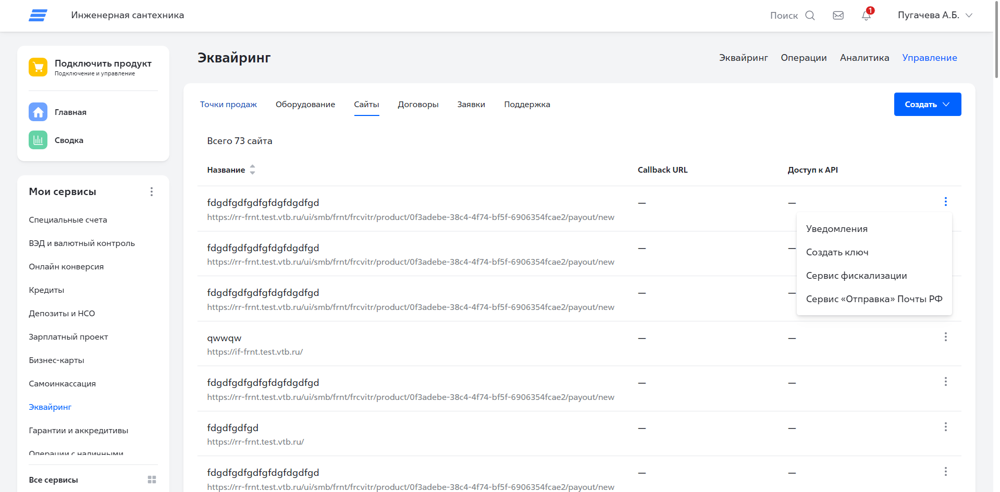 Инженерная сантехника
Поиск
1
Пугачева А.Б.
Подключить продукт
Подключение и управление
Главная
Сводка
Мои сервисы
Специальные счета
ВЭД и валютный контроль
Онлайн конверсия
Кредиты
Депозиты и НСО
Зарплатный проект
Бизнес-карты
Самоинкассация
Эквайринг
Гарантии и аккредитивы
Операции с наличными
Все сервисы
Эквайринг
Эквайринг Операции Аналитика Управление
Точки продаж Оборудование Сайты Договоры Заявки Поддержка
Создать
Всего 73 сайта
Название Callback URL Доступ к API
fdgdfgdfgdfgfdgfdgdfgd — —
https://rr-frnt.test.vtb.ru/ui/smb/frnt/frcvitr/product/0f3adebe-38c4-4f74-bf5f-6906354fcae2/payout/new
fdgdfgdfgdfgfdgfdgdfgd — —
https://rr-frnt.test.vtb.ru/ui/smb/frnt/frcvitr/product/0f3adebe-38c4-4f74-bf5f-6906354fcae2/payout/new
fdgdfgdfgdfgfdgfdgdfgd — —
https://rr-frnt.test.vtb.ru/ui/smb/frnt/frcvitr/product/0f3adebe-38c4-4f74-bf5f-6906354fcae2/payout/new
qwwqw — —
https://if-frnt.test.vtb.ru/
fdgdfgdfgdfgfdgfdgdfgd — —
https://rr-frnt.test.vtb.ru/ui/smb/frnt/frcvitr/product/0f3adebe-38c4-4f74-bf5f-6906354fcae2/payout/new
fdgdfgdfgd — —
https://rr-frnt.test.vtb.ru/
fdgdfgdfgdfgfdgfdgdfgd — —
https://rr-frnt.test.vtb.ru/ui/smb/frnt/frcvitr/product/0f3adebe-38c4-4f74-bf5f-6906354fcae2/payout/new
Уведомления
Создать ключ
Сервис фискализации
Сервис «Отправка» Почты РФ